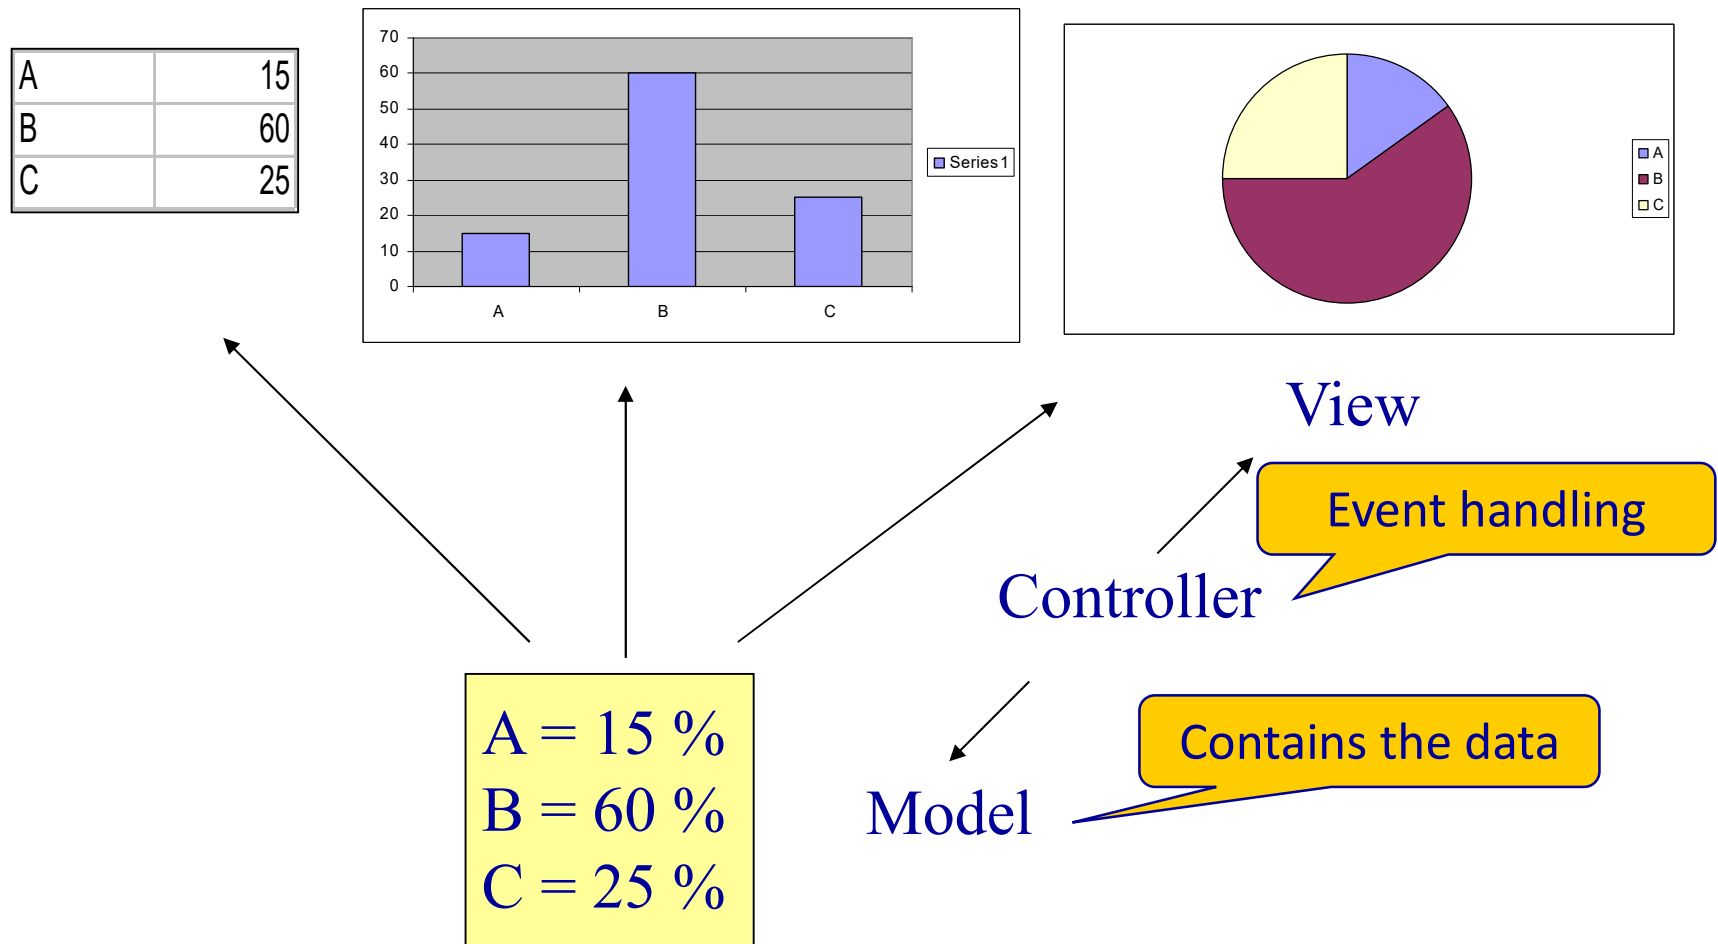 A 15
B 60
C 25
70
60
50
40
30
20
10
0
A B C
Series1
A
B
C
View
Event handling
Controller
Contains the data
Model
A = 15 %
B = 60 %
C = 25 %